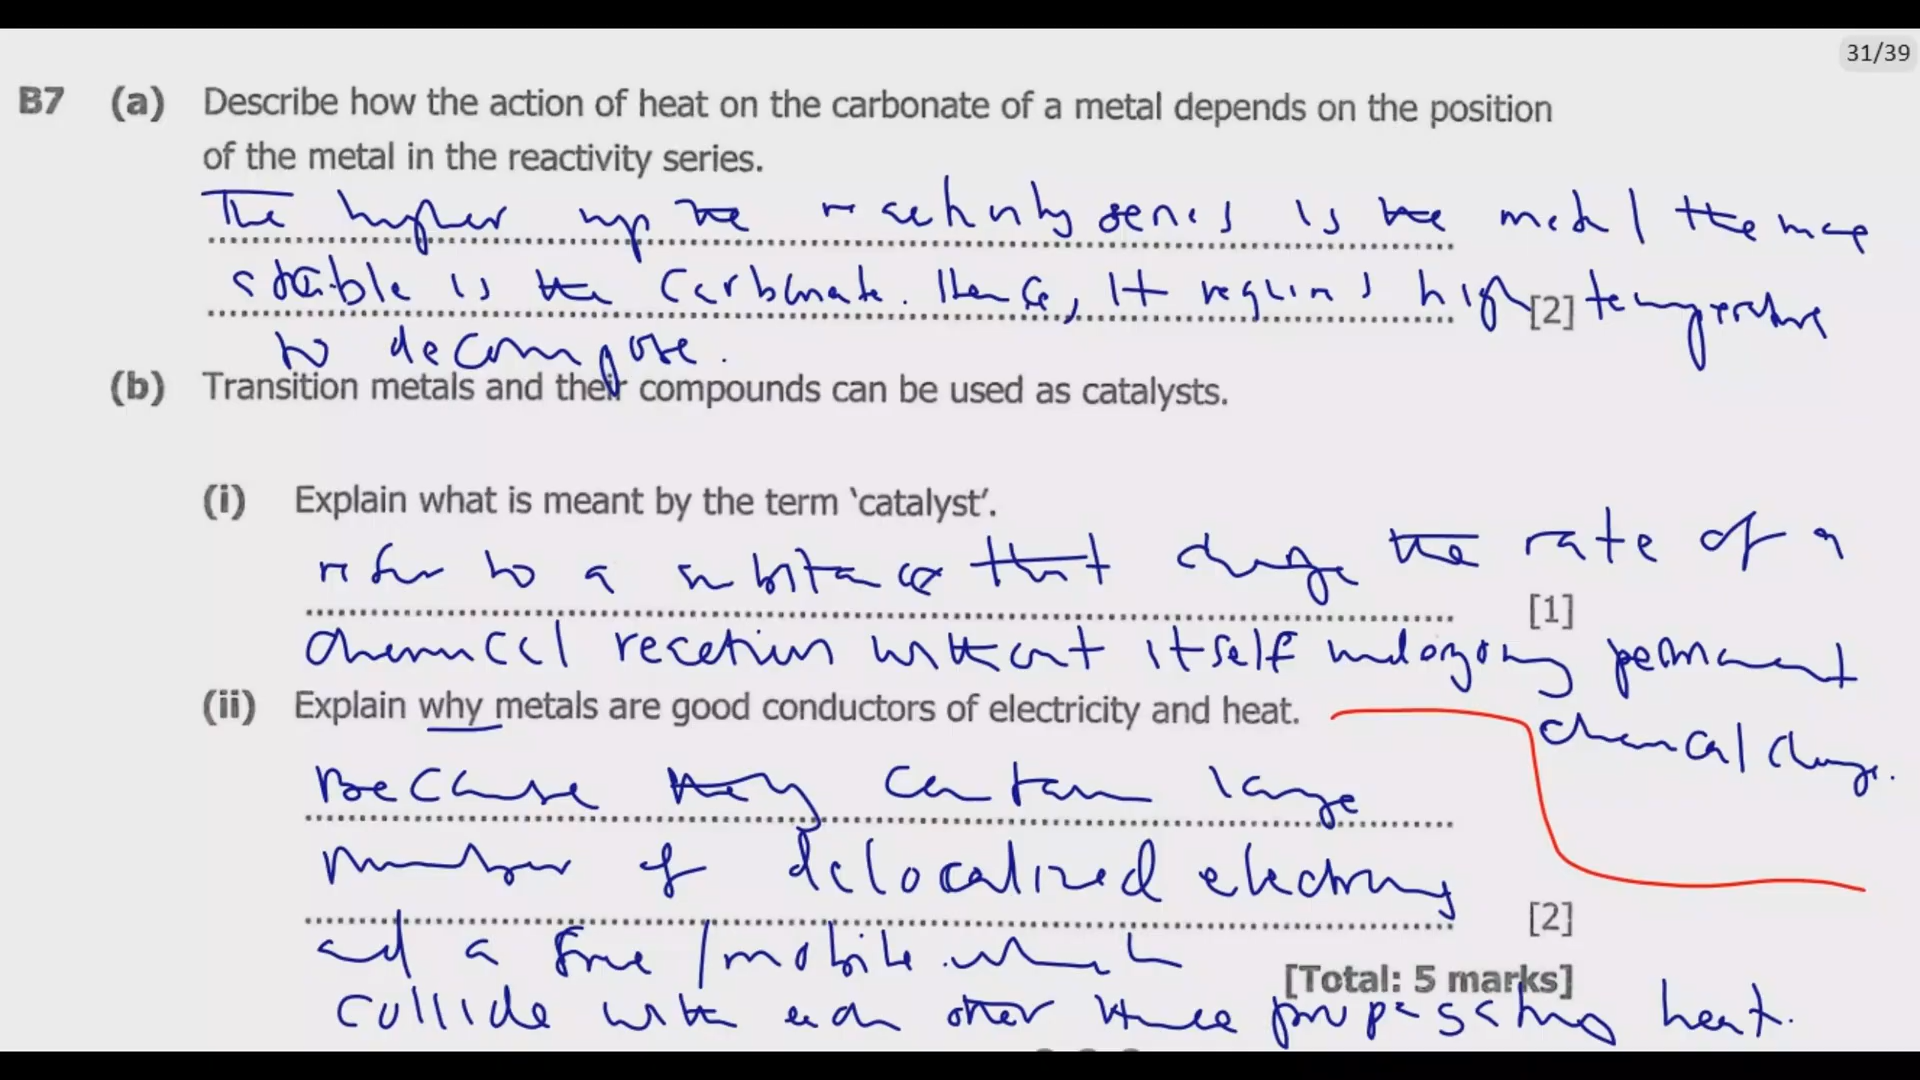 31/39
B7 (a) Describe how the action of heat on the carbonate of a metal depends on the position
of the metal in the reactivity series.
The higher up the reactivity series is the metal the more
stable is the carbonate. Hence, It requires high temperature
[2]
to decompose.
(b) Transition metals and their compounds can be used as catalysts.
(i) Explain what is meant by the term ‘catalyst’.
refer to a substance that change the rate of a
[1]
chemical reaction without itself undergoing permanent
chemical change.
(ii) Explain why metals are good conductors of electricity and heat.
Because they contain large
number of delocalized electrons
[2]
and a free/mobile which
[Total: 5 marks]
collide with each other hence propagating heat.